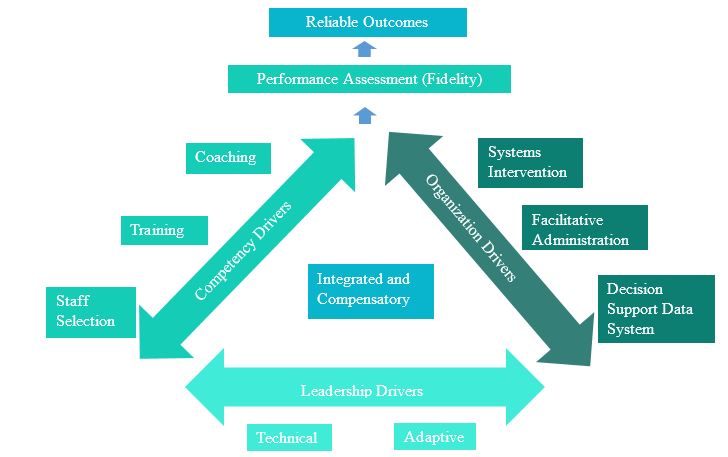 Reliable Outcomes
Performance Assessment (Fidelity)
Coaching
Systems
Intervention
Training
Competency Drivers
Organization Drivers
Facilitative
Administration
Integrated and
Compensatory
Staff
Selection
Decision
Support Data
System
Leadership Drivers
Technical
Adaptive